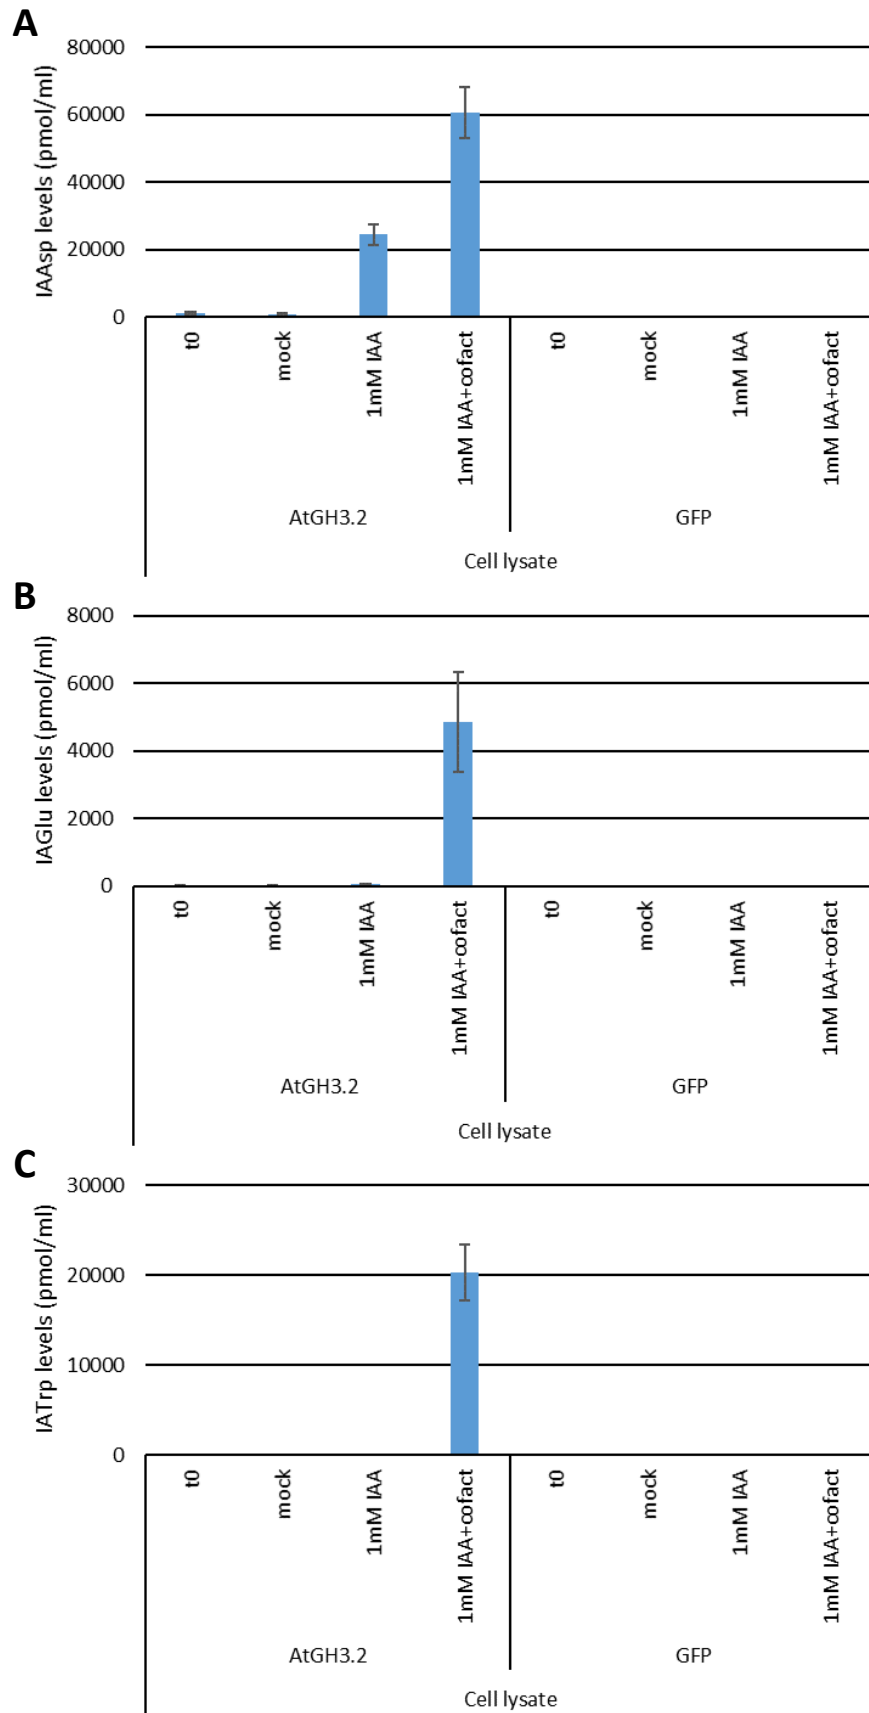 A
IAAsp levels (pmol/ml)
80000
60000
40000
20000
0
t0
mock
1mM IAA
1mM IAA+cofact
t0
mock
1mM IAA
1mM IAA+cofact
AtGH3.2
GFP
Cell lysate
B
IAGlu levels (pmol/ml)
8000
6000
4000
2000
0
t0
mock
1mM IAA
1mM IAA+cofact
t0
mock
1mM IAA
1mM IAA+cofact
AtGH3.2
GFP
Cell lysate
C
IATrp levels (pmol/ml)
30000
20000
10000
0
t0
mock
1mM IAA
1mM IAA+cofact
t0
mock
1mM IAA
1mM IAA+cofact
AtGH3.2
GFP
Cell lysate